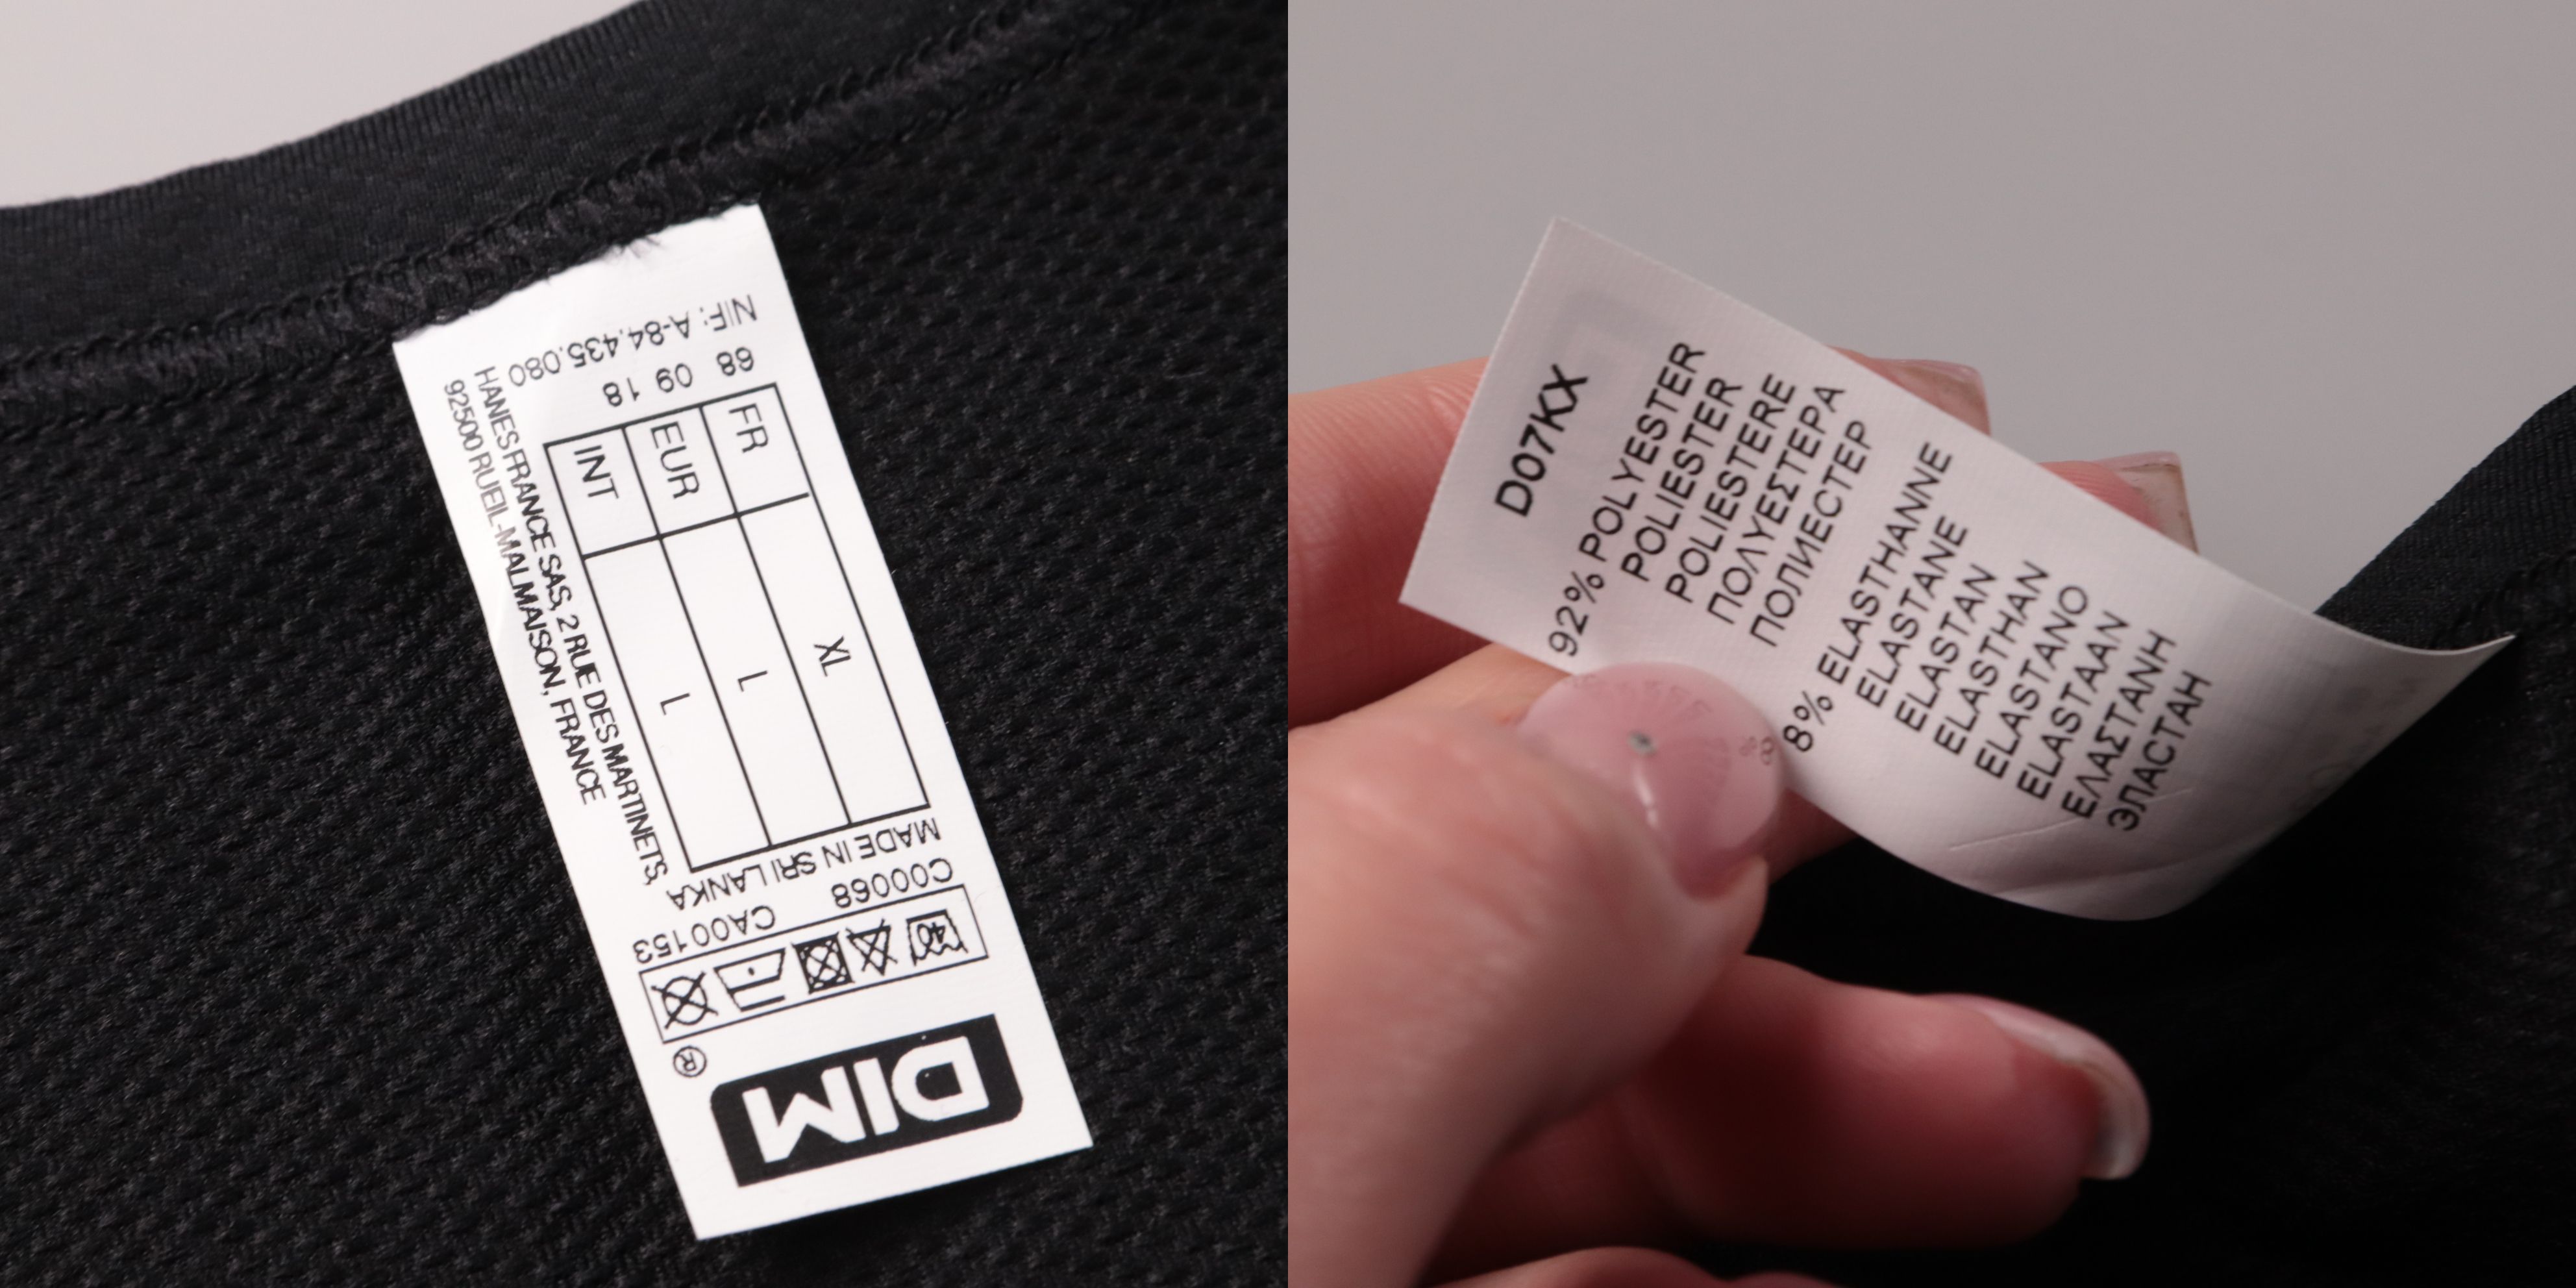 DIM
®
40
C00068 CA00153
MADE IN SRI LANKA
FR XL
EUR L
INT L
68 09 18
N|F: A-84.435.080
HANES FRANCE SAS, 2 RUE DES MARTINETS,
92500 RUEIL-MALMAISON, FRANCE
D07KX
92% POLYESTER
POLIESTER
POLIESTERE
ΠΟΛΥΕΣΤΕΡΑ
ПОЛИЕСТЕР
8% ELASTHANNE
ELASTANE
ELASTAN
ELASTHAN
ELASTANO
ELASTAAN
ΕΛΑΣΤΑΝΗ
ЭЛАСТАН